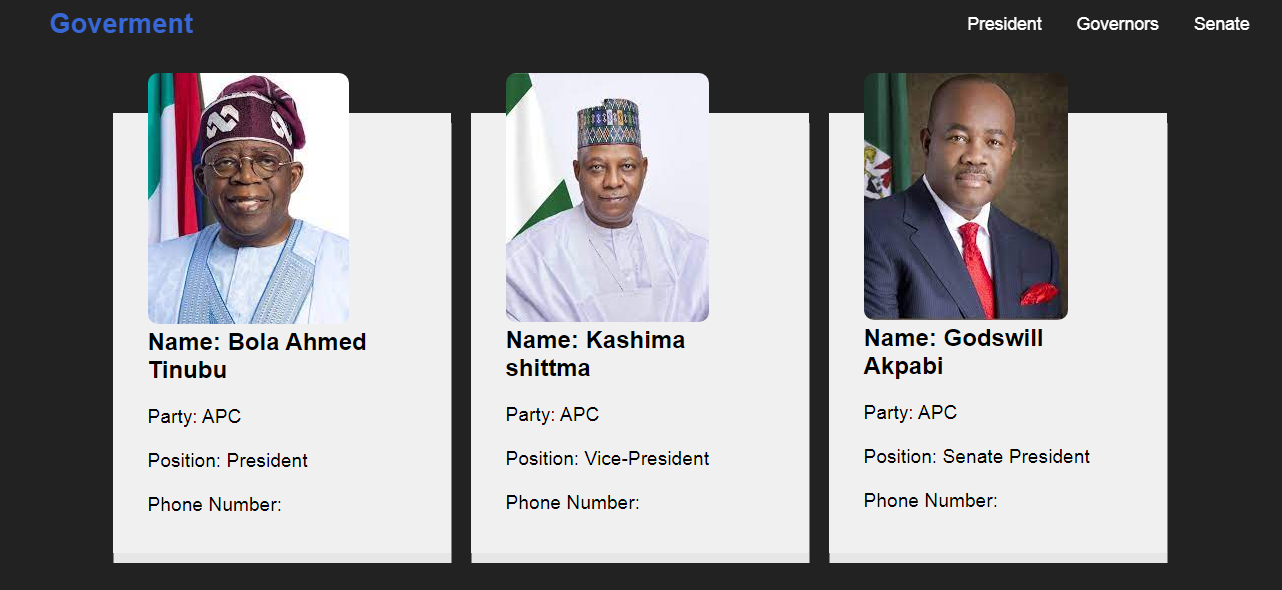 Goverment
President Governors Senate
Name: Bola Ahmed
Tinubu
Party: APC
Position: President
Phone Number:
Name: Kashima
shittma
Party: APC
Position: Vice-President
Phone Number:
Name: Godswill
Akpabi
Party: APC
Position: Senate President
Phone Number: